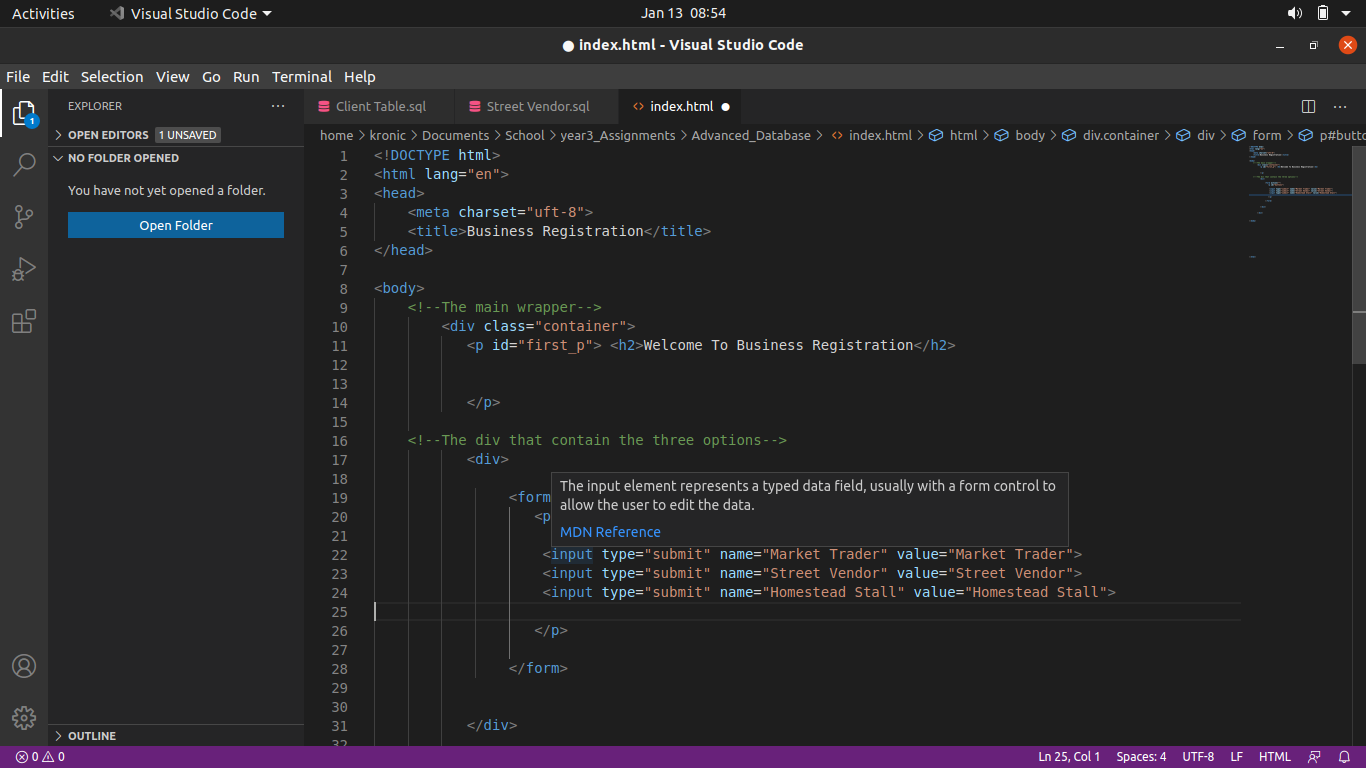 Activities Visual Studio Code Jan 13 08:54
index.html - Visual Studio Code
File Edit Selection View Go Run Terminal Help
EXPLORER
OPEN EDITORS 1 UNSAVED
NO FOLDER OPENED
You have not yet opened a folder.
Open Folder
OUTLINE
1
Client Table.sql Street Vendor.sql index.html
home > kronic > Documents > School > year3_Assignments > Advanced_Database > index.html > html > body > div.container > div > form > p#butto
1 <!DOCTYPE html>
2 <html lang="en">
3 <head>
4 <meta charset="uft-8">
5 <title>Business Registration</title>
6 </head>
7
8 <body>
9 <!--The main wrapper-->
10 <div class="container">
11 <p id="first_p"> <h2>Welcome To Business Registration</h2>
12
13
14 </p>
15
16 <!--The div that contain the three options-->
17 <div>
18
The input element represents a typed data field, usually with a form control to
allow the user to edit the data.
MDN Reference
19 <form
20 <p
21
22 <input type="submit" name="Market Trader" value="Market Trader">
23 <input type="submit" name="Street Vendor" value="Street Vendor">
24 <input type="submit" name="Homestead Stall" value="Homestead Stall">
25
26 </p>
27
28 </form>
29
30
31 </div>
32
0 0 Ln 25, Col 1 Spaces: 4 UTF-8 LF HTML